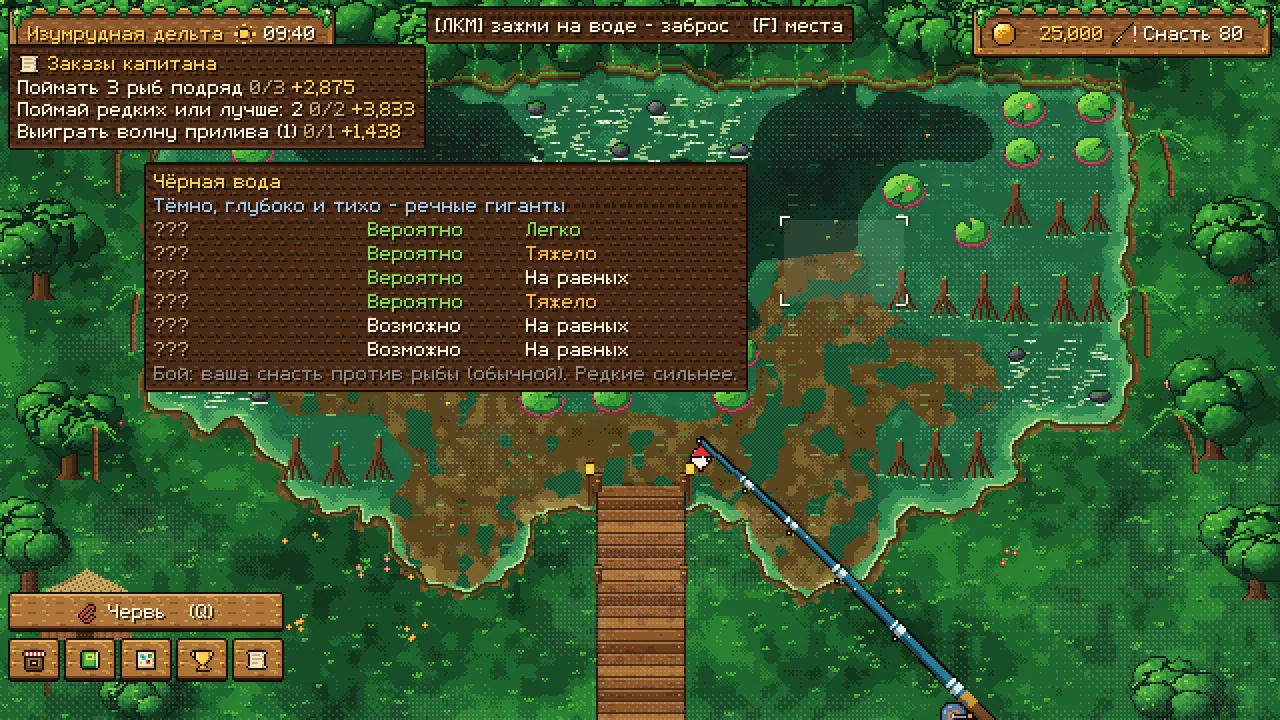 Изумрудная дельта 09:40
[ЛКМ] зажми на воде - заброс [F] места
25,000 ! Снасть 80
Заказы капитана
Поймать 3 рыб подряд 0/3 +2,875
Поймай редких или лучше: 2 0/2 +3,833
Выиграть волну прилива (1) 0/1 +1,438
Чёрная вода
Тёмно, глубоко и тихо - речные гиганты
??? Вероятно Легко
??? Вероятно Тяжело
??? Вероятно На равных
??? Вероятно Тяжело
??? Возможно На равных
??? Возможно На равных
Бой: ваша снасть против рыбы (обычной). Редкие сильнее.
Червь (Q)